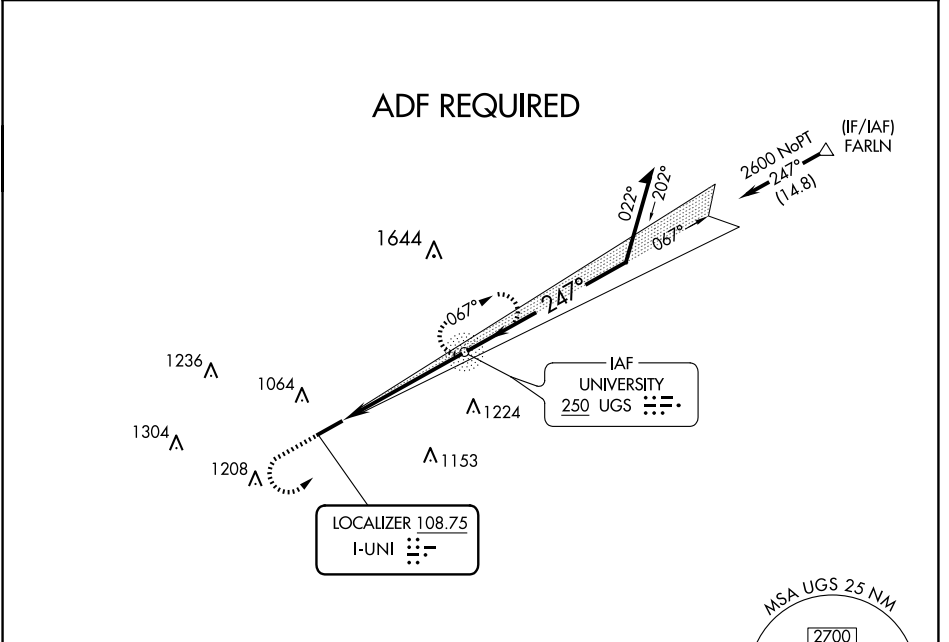 ADF REQUIRED
(IF/IAF)
FARLN
2600 NoPT
247°
(14.8)
022°
202°
067°
1644
067°
247°
IAF
UNIVERSITY
250 UGS
1236
1064
1224
1304
1153
1208
LOCALIZER 108.75
I-UNI
MSA UGS 25 NM
2700